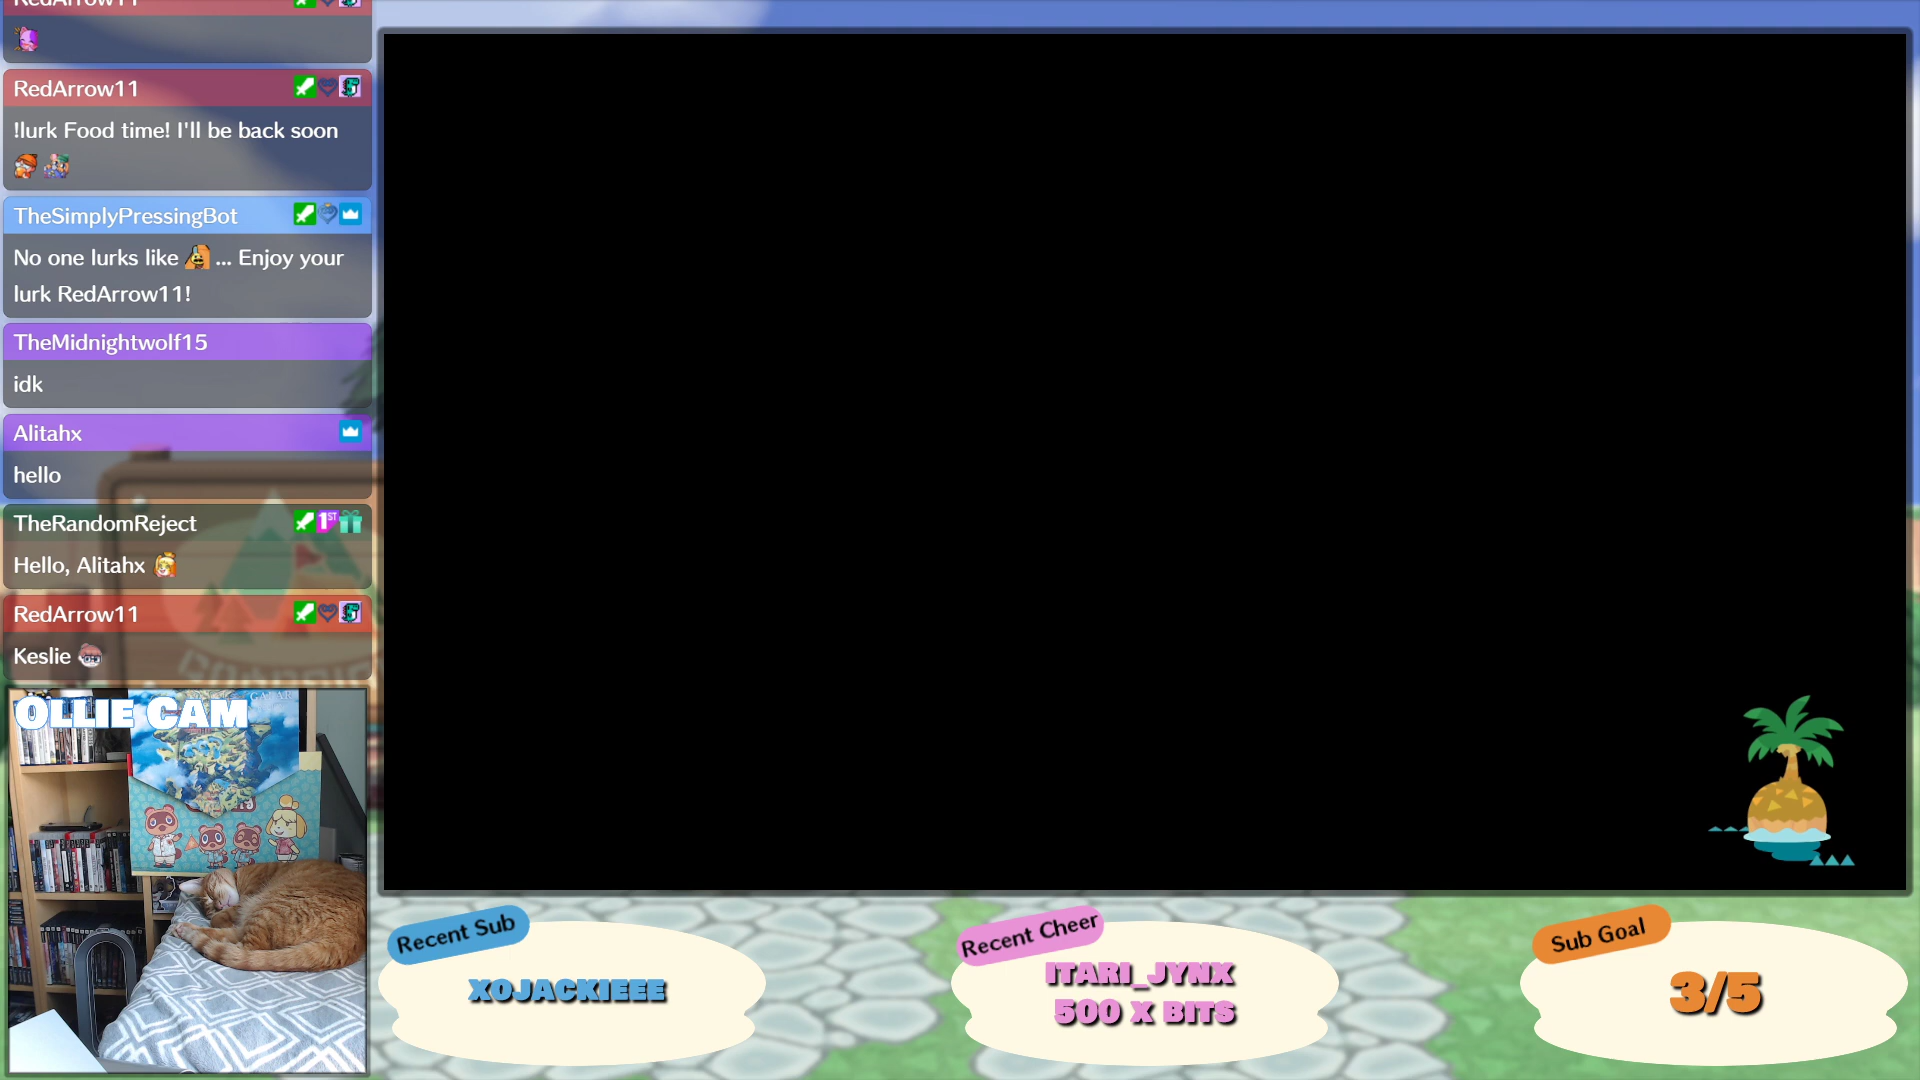 RedArrow11
RedArrow11
!lurk Food time! I'll be back soon
TheSimplyPressingBot
No one lurks like ... Enjoy your
lurk RedArrow11!
TheMidnightwolf15
idk
Alitahx
hello
TheRandomReject
1ST
Hello, Alitahx
RedArrow11
Keslie
OLLIE CAM
Recent Sub
XOJACKIEEE
Recent Cheer
ITARI_JYNX
500 X BITS
Sub Goal
3/5